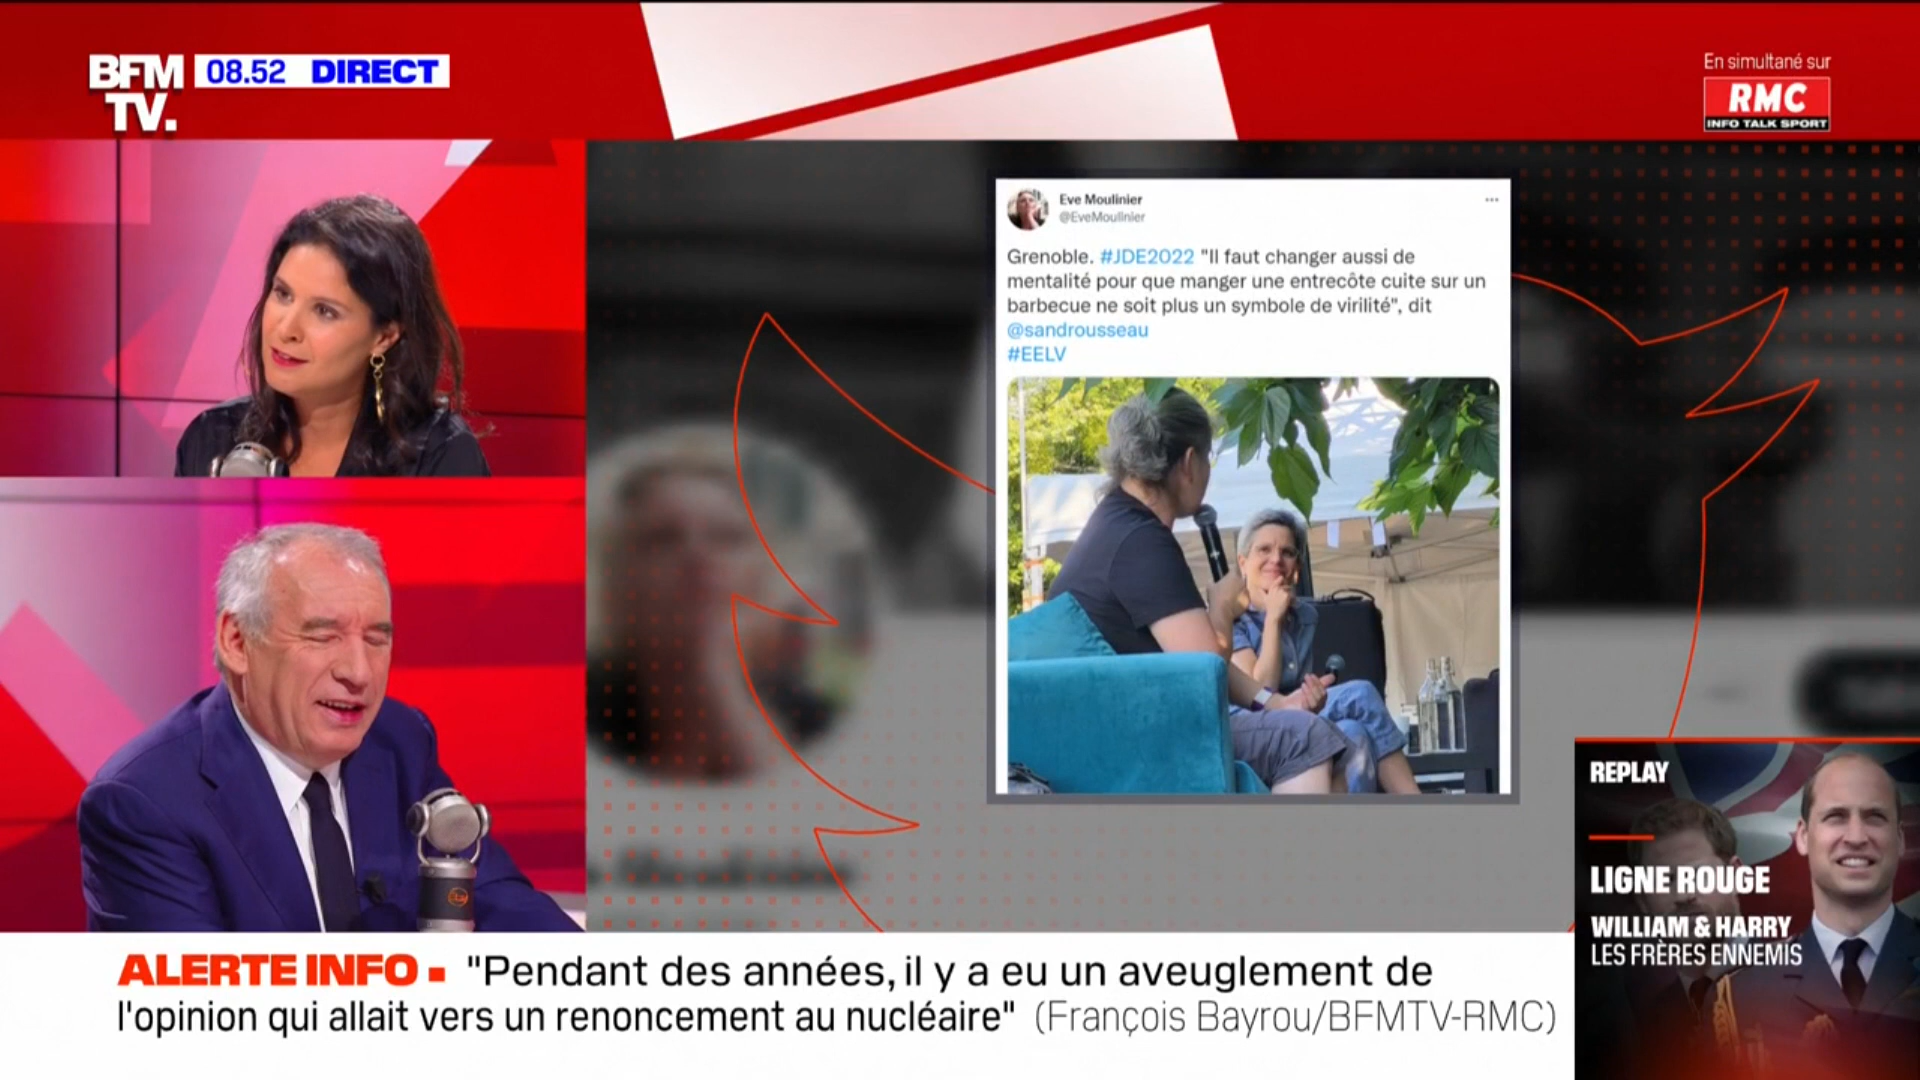 BFM
TV.
08.52 DIRECT
En simultané sur
RMC
INFO TALK SPORT
Eve Moulinier
@EveMoulinier
Grenoble. #JDE2022 "Il faut changer aussi de
mentalité pour que manger une entrecôte cuite sur un
barbecue ne soit plus un symbole de virilité", dit
@sandrousseau
#EELV
REPLAY
LIGNE ROUGE
WILLIAM & HARRY
LES FRÈRES ENNEMIS
ALERTE INFO "Pendant des années, il y a eu un aveuglement de
l'opinion qui allait vers un renoncement au nucléaire" (François Bayrou/BFMTV-RMC)